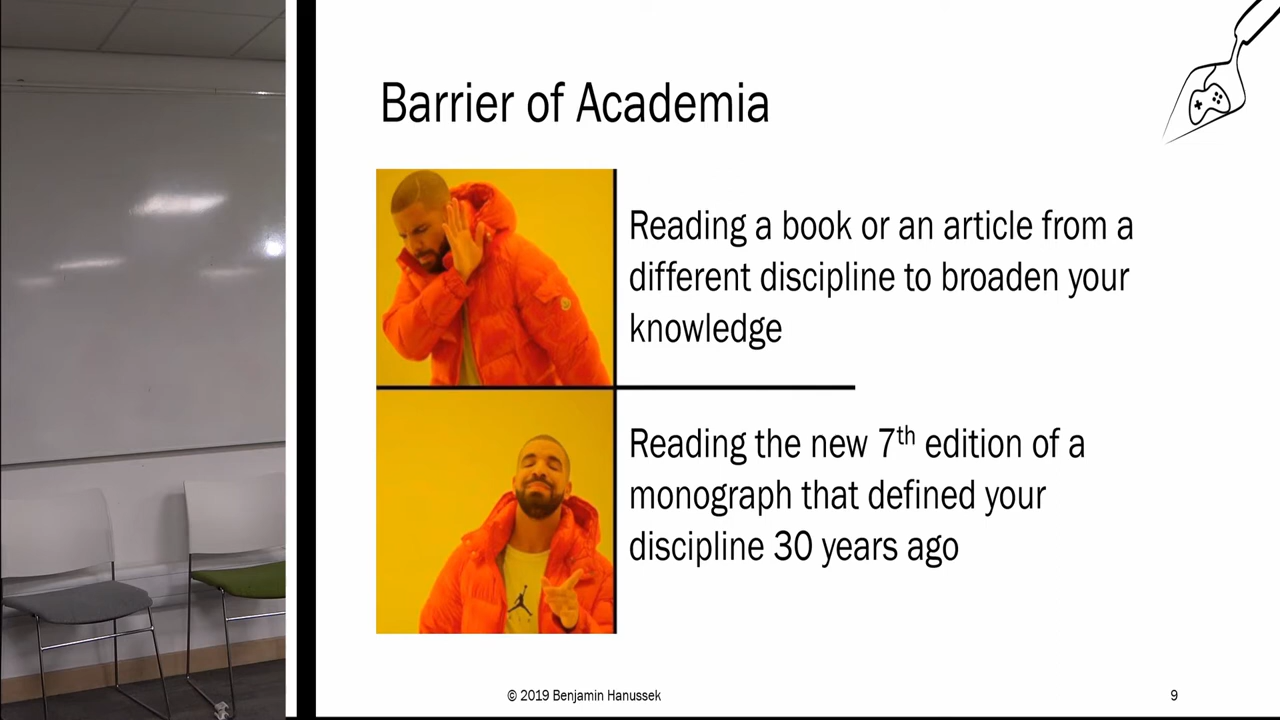 Barrier of Academia
Reading a book or an article from a
different discipline to broaden your
knowledge
Reading the new 7th edition of a
monograph that defined your
discipline 30 years ago
© 2019 Benjamin Hanussek
9